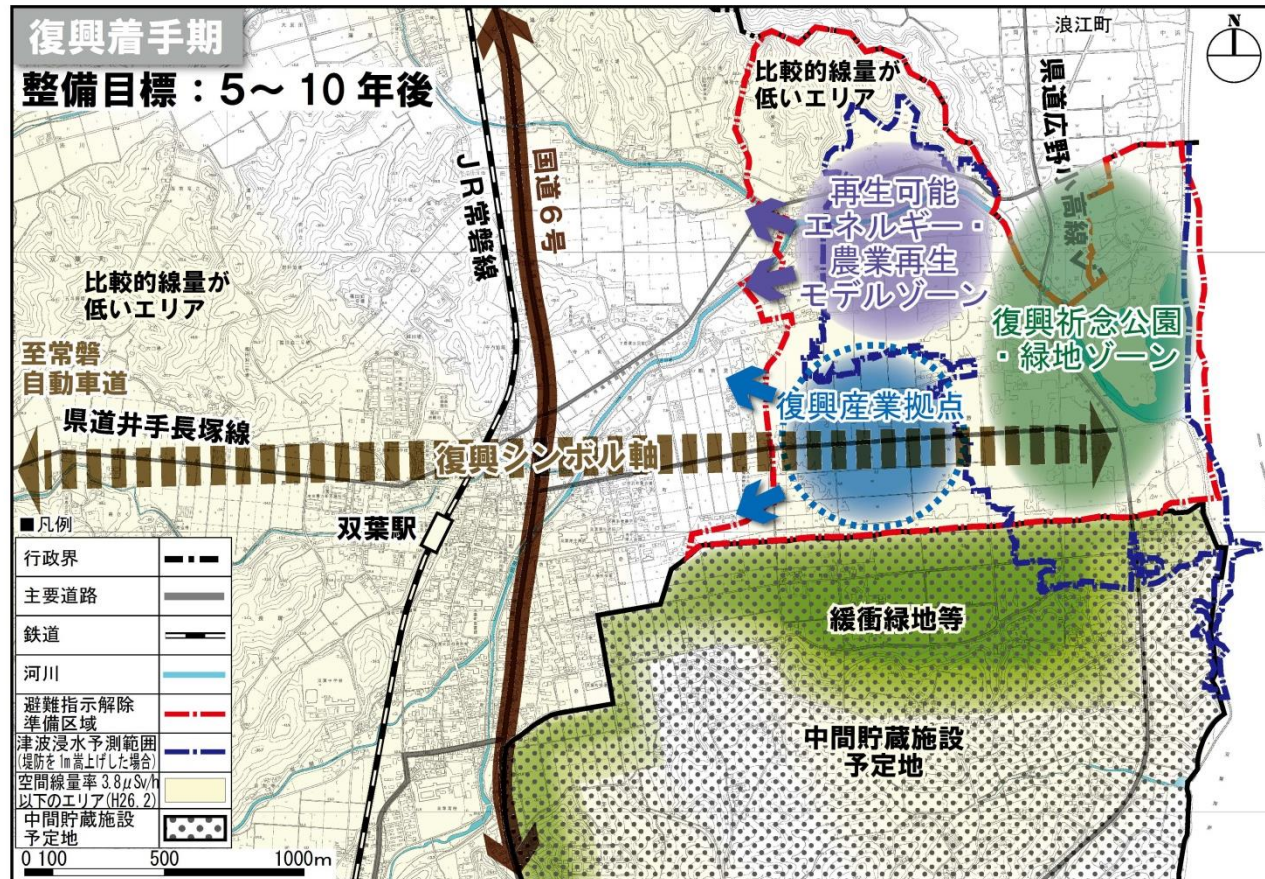 復興着手期
整備目標：5～10年後
浪江町
N
比較的線量が
低いエリア
県道広野小高線
JR常磐線
国道6号
再生可能
エネルギー・
農業再生
モデルゾーン
比較的線量が
低いエリア
復興祈念公園
・緑地ゾーン
至常磐
自動車道
県道井手長塚線
復興産業拠点
復興シンボル軸
双葉駅
緩衝緑地等
中間貯蔵施設
予定地
■凡例
行政界
主要道路
鉄道
河川
避難指示解除
準備区域
津波浸水予測範囲
(堤防を1m嵩上げした場合)
空間線量率3.8μSv/h
以下のエリア(H26.2)
中間貯蔵施設
予定地
0 100 500 1000m